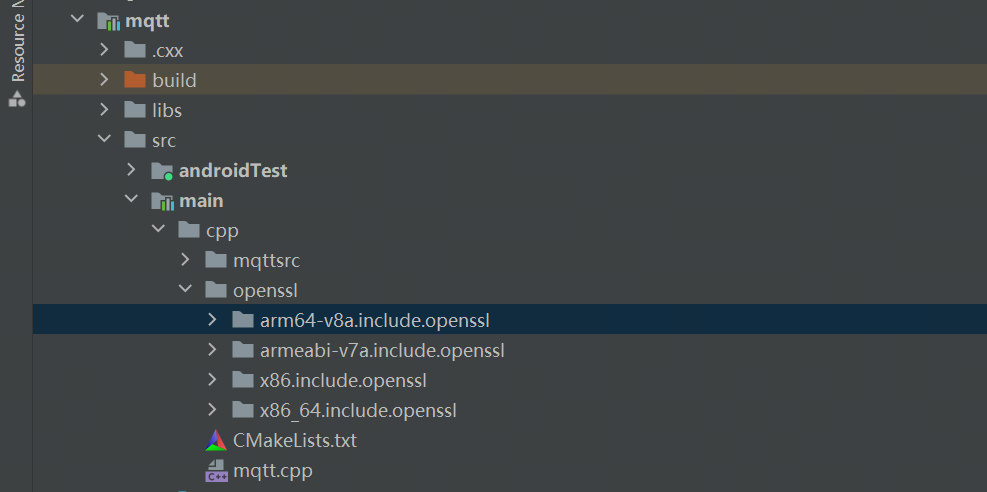 mqtt
.cxx
build
libs
src
androidTest
main
cpp
mqttsrc
openssl
arm64-v8a.include.openssl
armeabi-v7a.include.openssl
x86.include.openssl
x86_64.include.openssl
CMakeLists.txt
C++ mqtt.cpp
Resource